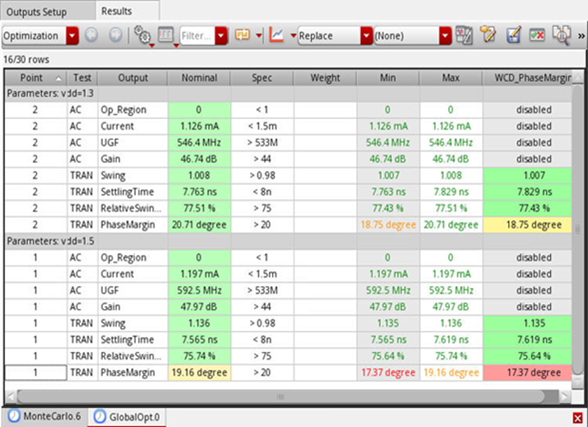 Outputs Setup Results
Optimization Filter... Replace (None) »
16/30 rows
Point Test Output Nominal Spec Weight Min Max WCD_PhaseMargin
Parameters: vdd=1.3
2 AC Op_Region 0 < 1 0 0 disabled
2 AC Current 1.126 mA < 1.5m 1.126 mA 1.126 mA disabled
2 AC UGF 546.4 MHz > 533M 546.4 MHz 546.4 MHz disabled
2 AC Gain 46.74 dB > 44 46.74 dB 46.74 dB disabled
2 TRAN Swing 1.008 > 0.98 1.007 1.008 1.007
2 TRAN SettlingTime 7.763 ns < 8n 7.763 ns 7.829 ns 7.829 ns
2 TRAN RelativeSwin... 77.51 % > 75 77.43 % 77.51 % 77.43 %
2 TRAN PhaseMargin 20.71 degree > 20 18.75 degree 20.71 degree 18.75 degree
Parameters: vdd=1.5
1 AC Op_Region 0 < 1 0 0 disabled
1 AC Current 1.197 mA < 1.5m 1.197 mA 1.197 mA disabled
1 AC UGF 592.5 MHz > 533M 592.5 MHz 592.5 MHz disabled
1 AC Gain 47.97 dB > 44 47.97 dB 47.97 dB disabled
1 TRAN Swing 1.136 > 0.98 1.135 1.136 1.135
1 TRAN SettlingTime 7.565 ns < 8n 7.565 ns 7.619 ns 7.619 ns
1 TRAN RelativeSwin... 75.74 % > 75 75.64 % 75.74 % 75.64 %
1 TRAN PhaseMargin 19.16 degree > 20 17.37 degree 19.16 degree 17.37 degree
MonteCarlo.6 GlobalOpt.0